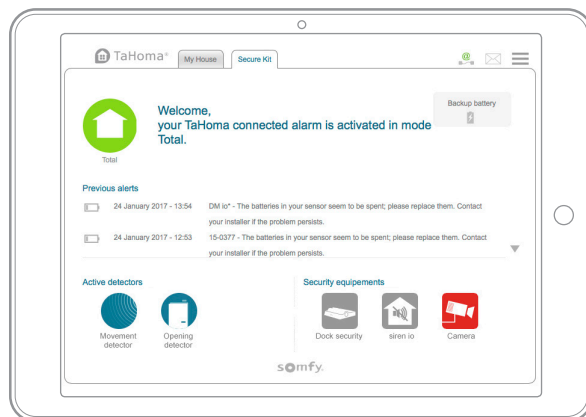 TaHoma®
My House
Secure Kit
@
Backup battery
Welcome,
your TaHoma connected alarm is activated in mode
Total.
Total
Previous alerts
24 January 2017 - 13:54
DM io* - The batteries in your sensor seem to be spent; please replace them. Contact
your installer if the problem persists.
24 January 2017 - 12:53
15-0377 - The batteries in your sensor seem to be spent; please replace them. Contact
your installer if the problem persists.
Active detectors
Security equipements
Movement
detector
Opening
detector
Dock security
siren io
Camera
somfy.